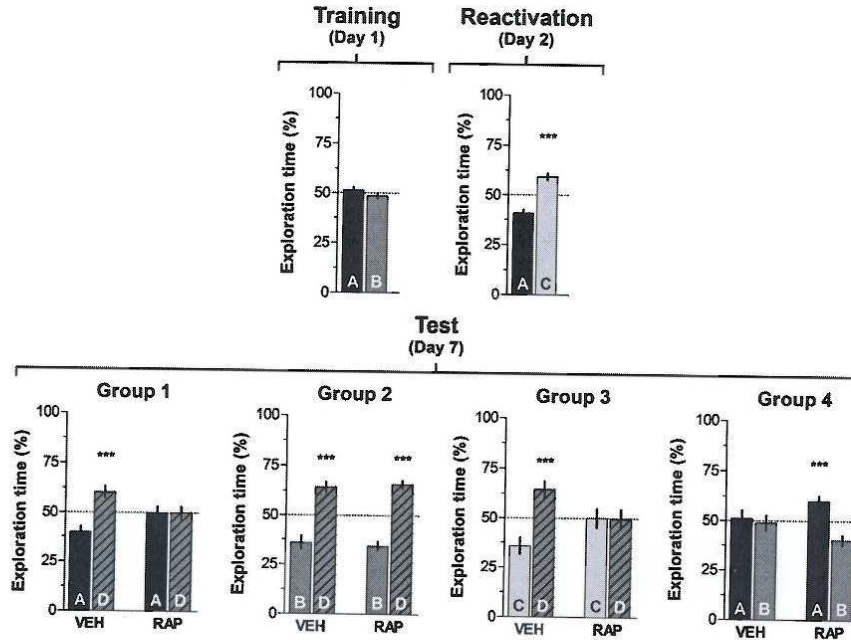 Training
(Day 1)
Reactivation
(Day 2)
Exploration time (%)
100
75
50
25
0
A B
Exploration time (%)
100
75
50
25
0
***
A C
Test
(Day 7)
Group 1
Exploration time (%)
100
75
50
25
0
***
A D A D
VEH RAP
Group 2
Exploration time (%)
100
75
50
25
0
*** ***
B D B D
VEH RAP
Group 3
Exploration time (%)
100
75
50
25
0
***
C D C D
VEH RAP
Group 4
Exploration time (%)
100
75
50
25
0
***
A B A B
VEH RAP